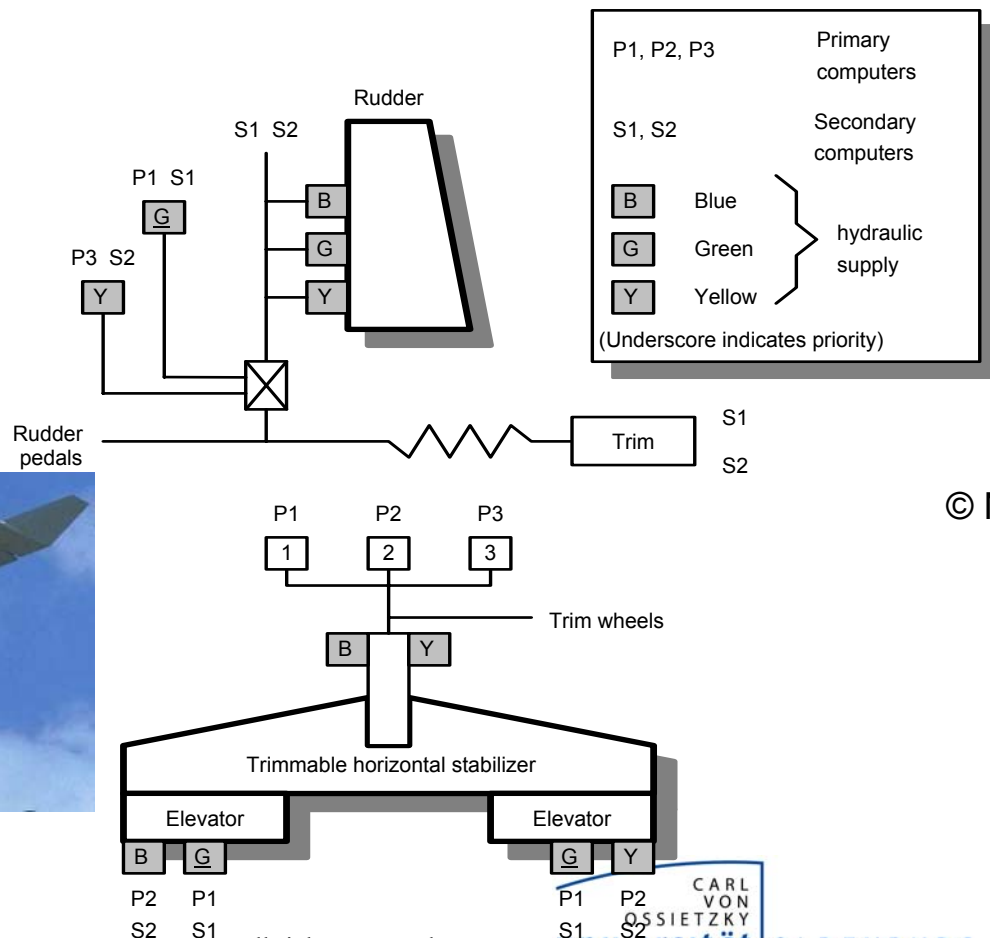 Rudder
S1 S2
P1 S1
G
P3 S2
Y
B
G
Y
Rudder
pedals
Trim
S1
S2
P1, P2, P3 Primary
computers
S1, S2 Secondary
computers
B Blue
G Green
Y Yellow
hydraulic
supply
(Underscore indicates priority)
©
P1 P2 P3
1 2 3
Trim wheels
B Y
Trimmable horizontal stabilizer
Elevator Elevator
B G G Y
P2 P1 P1 P2
S2 S1 S1 S2
CARL
VON
OSSIETZKY